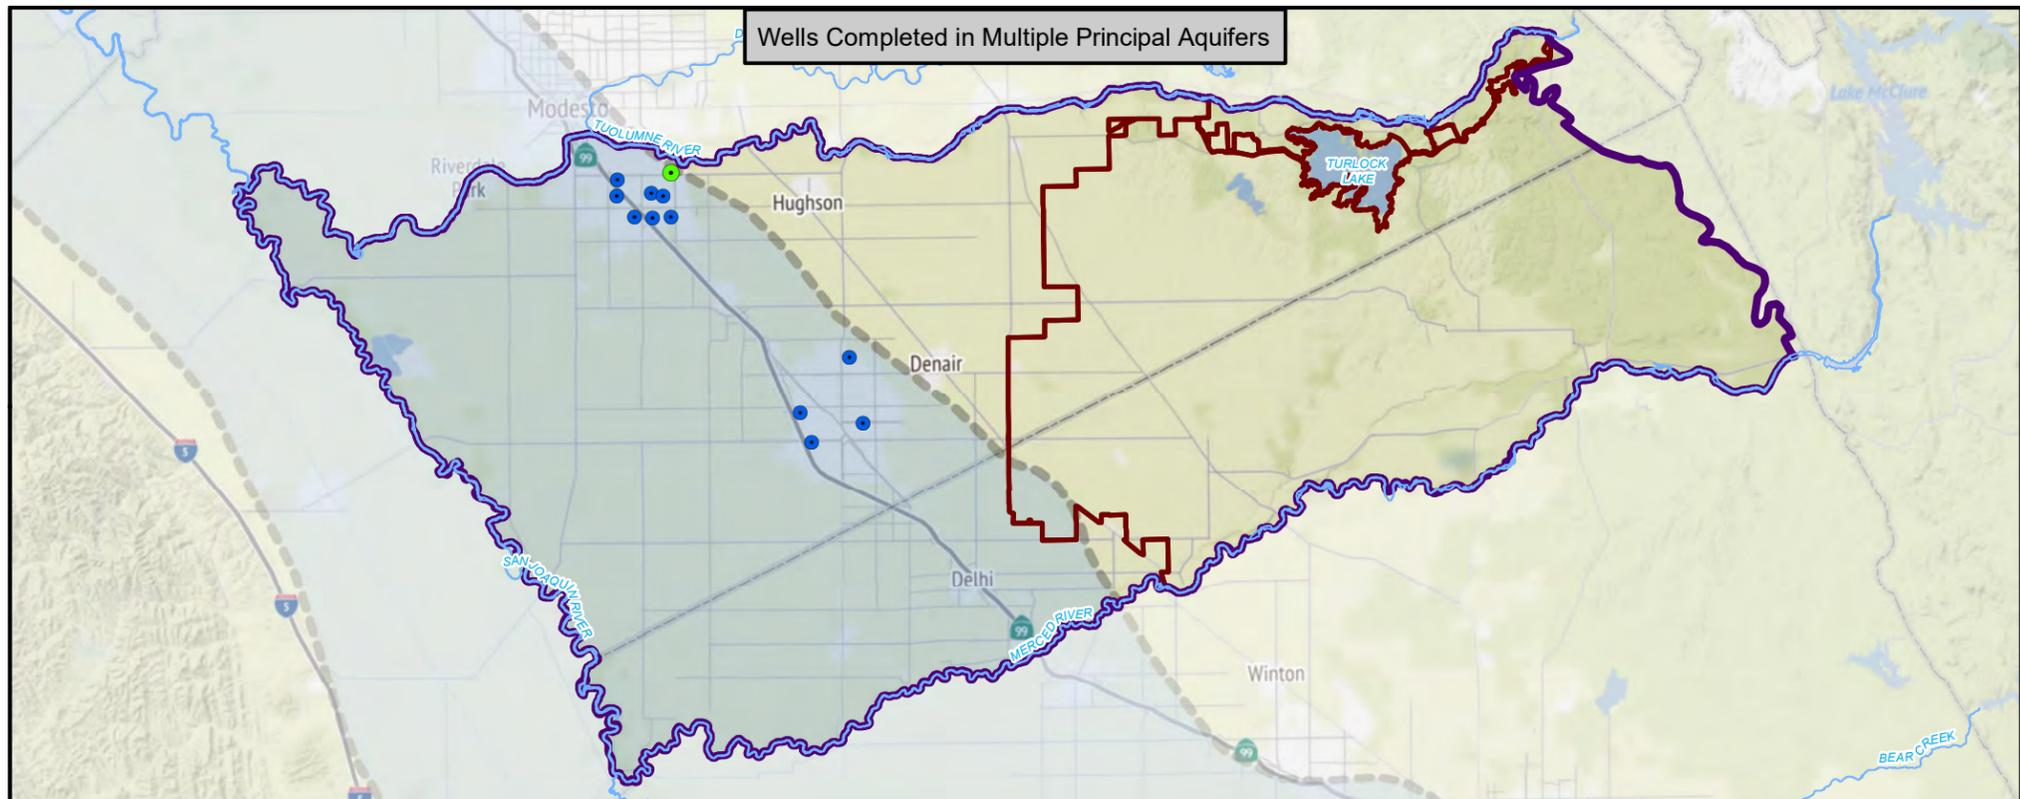 Wells Completed in Multiple Principal Aquifers
Lake McClure
Modesto
TUOLUMNE RIVER
99
Riverdale
Park
TURLOCK
LAKE
Hughson
Denair
5
SAN JOAQUIN RIVER
Delhi
5
99
MERCED RIVER
Winton
99
BEAR CREEK
5